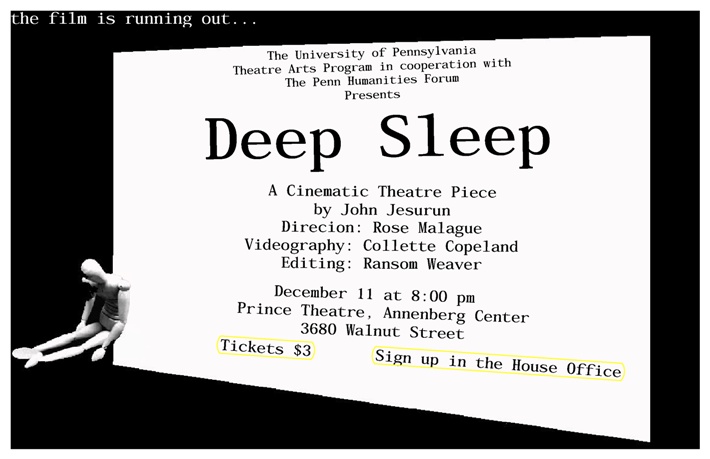 the film is running out...
The University of Pennsylvania
Theatre Arts Program in cooperation with
The Penn Humanities Forum
Presents
Deep Sleep
A Cinematic Theatre Piece
by John Jesurun
Direcion: Rose Malague
Videography: Collette Copeland
Editing: Ransom Weaver
December 11 at 8:00 pm
Prince Theatre, Annenberg Center
3680 Walnut Street
Tickets $3
Sign up in the House Office